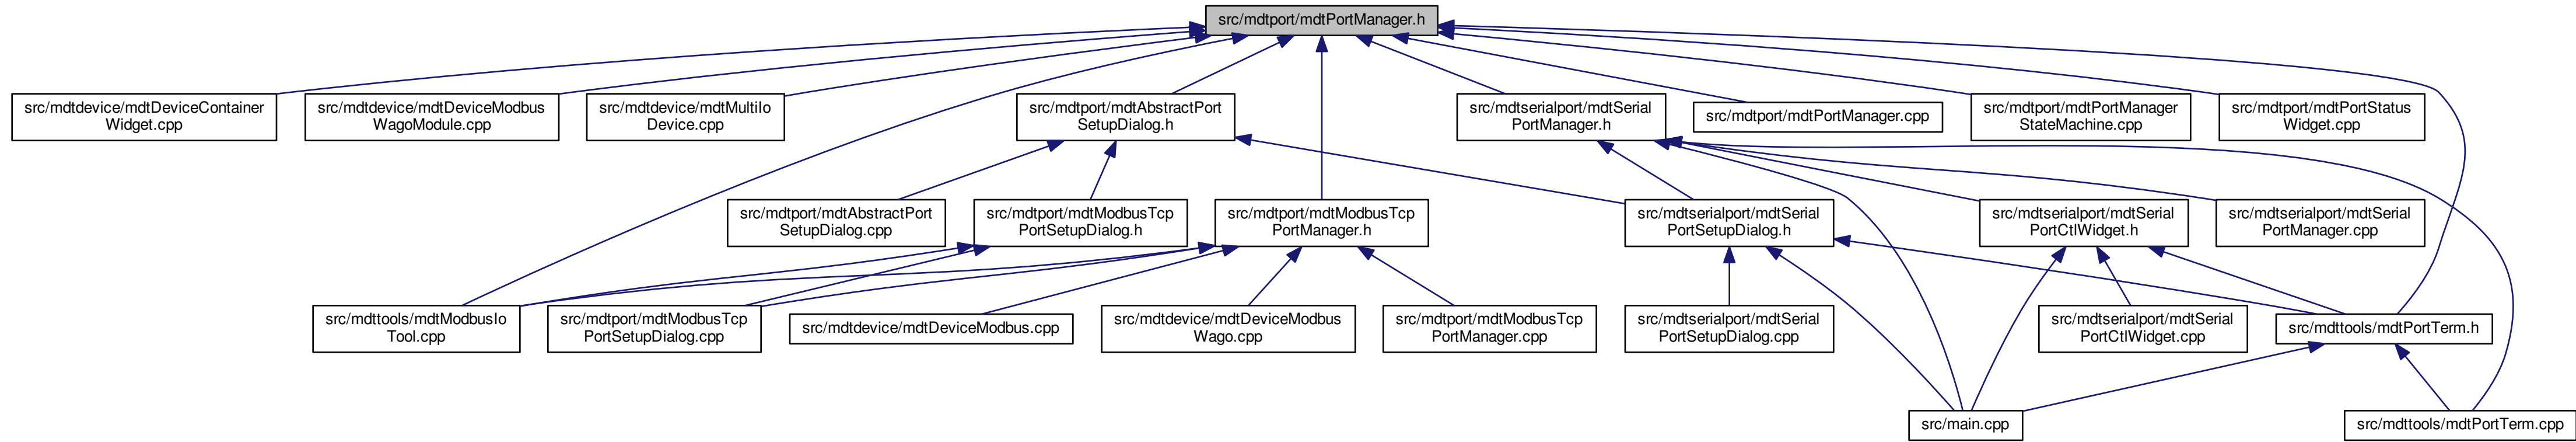 src/mdtport/mdtPortManager.h
src/mdtdevice/mdtDeviceContainer
Widget.cpp
src/mdtdevice/mdtDeviceModbus
WagoModule.cpp
src/mdtdevice/mdtMultiIo
Device.cpp
src/mdtport/mdtAbstractPort
SetupDialog.h
src/mdtserialport/mdtSerial
PortManager.h
src/mdtport/mdtPortManager.cpp
src/mdtport/mdtPortManager
StateMachine.cpp
src/mdtport/mdtPortStatus
Widget.cpp
src/mdtport/mdtAbstractPort
SetupDialog.cpp
src/mdtport/mdtModbusTcp
PortSetupDialog.h
src/mdtport/mdtModbusTcp
PortManager.h
src/mdtserialport/mdtSerial
PortSetupDialog.h
src/mdtserialport/mdtSerial
PortCtlWidget.h
src/mdtserialport/mdtSerial
PortManager.cpp
src/mdttools/mdtModbusIo
Tool.cpp
src/mdtport/mdtModbusTcp
PortSetupDialog.cpp
src/mdtdevice/mdtDeviceModbus.cpp
src/mdtdevice/mdtDeviceModbus
Wago.cpp
src/mdtport/mdtModbusTcp
PortManager.cpp
src/mdtserialport/mdtSerial
PortSetupDialog.cpp
src/mdtserialport/mdtSerial
PortCtlWidget.cpp
src/mdttools/mdtPortTerm.h
src/main.cpp
src/mdttools/mdtPortTerm.cpp